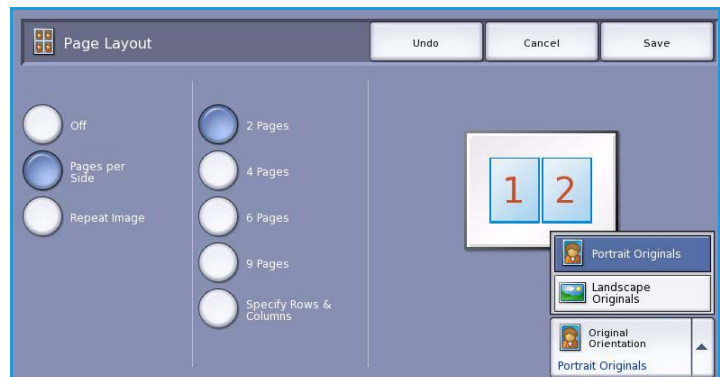 Page Layout
Undo
Cancel
Save
Off
Pages per
Side
Repeat Image
2 Pages
4 Pages
6 Pages
9 Pages
Specify Rows &
Columns
1 2
Portrait Originals
Landscape
Originals
Original
Orientation
Portrait Originals